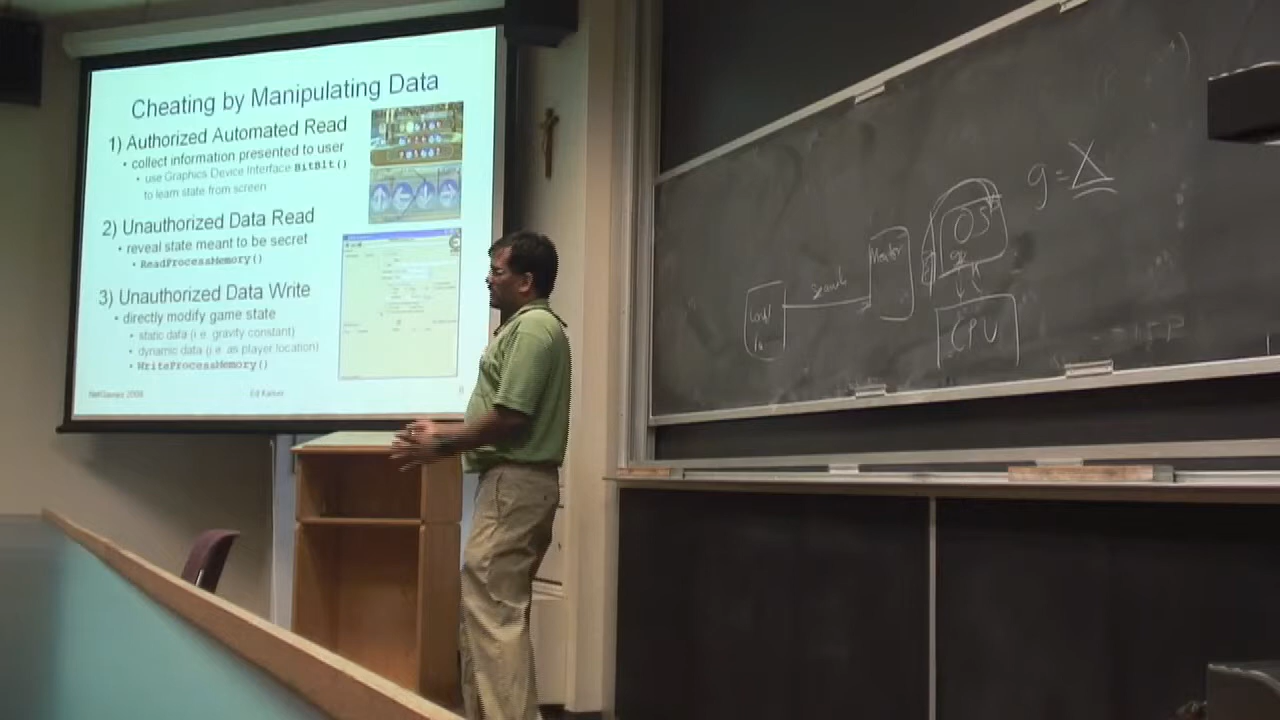 Cheating by Manipulating Data
1) Authorized Automated Read
• collect information presented to user
• use Graphics Device Interface BitBlt()
to learn state from screen
2) Unauthorized Data Read
• reveal state meant to be secret
• ReadProcessMemory()
3) Unauthorized Data Write
• directly modify game state
• static data (i.e. gravity constant)
• dynamic data (i.e. as player location)
• WriteProcessMemory()
NetGames 2008
Ed Kaiser
g = X
OS
CPU